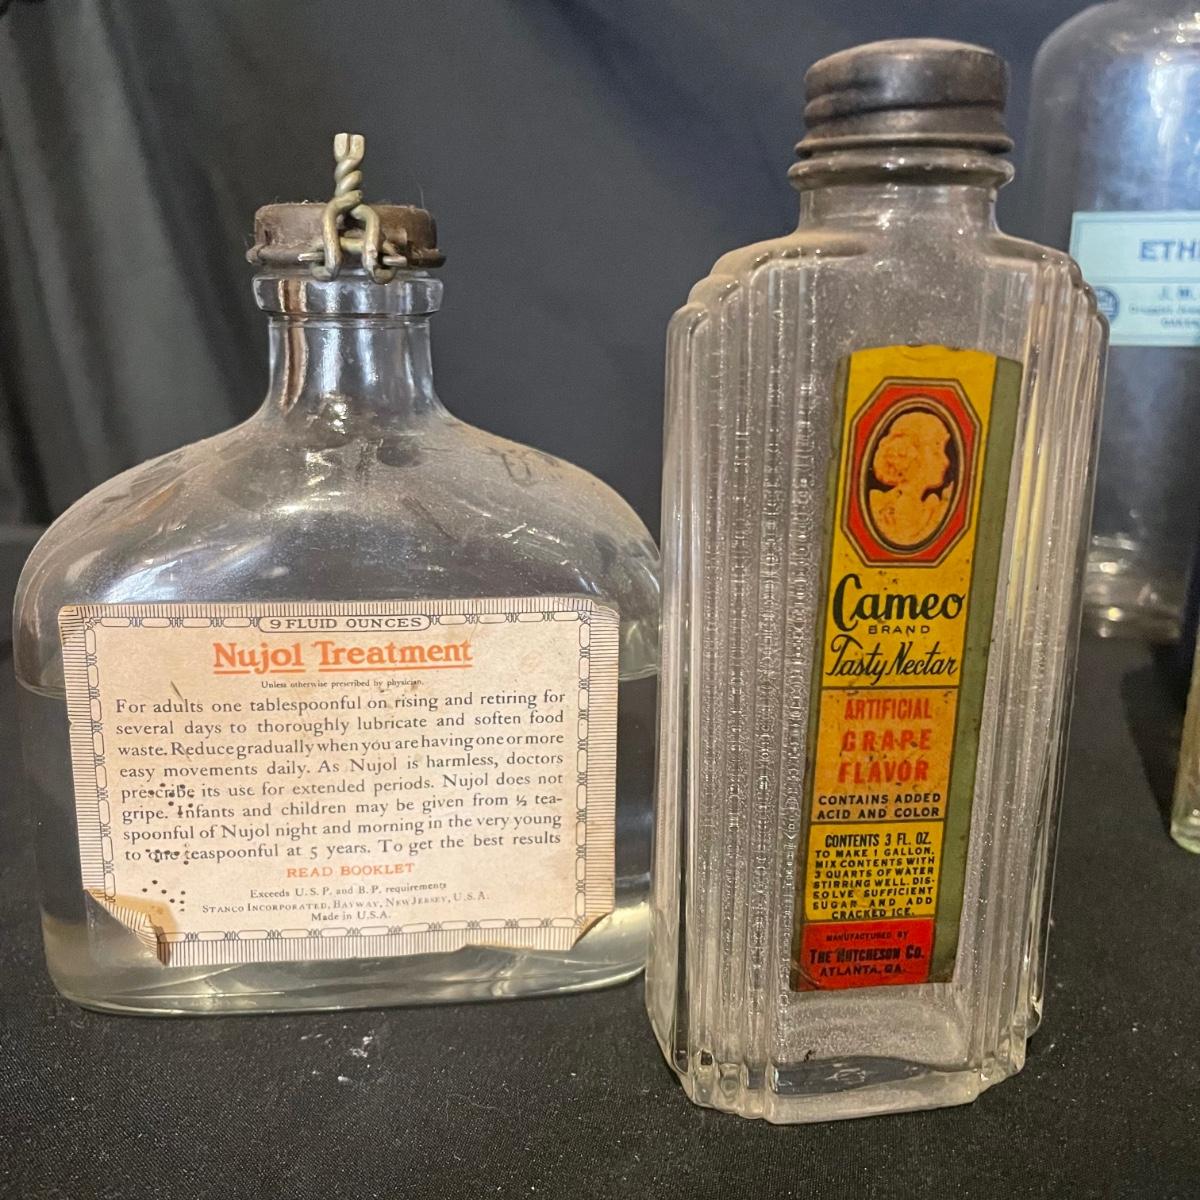 9 FLUID OUNCES
Nujol Treatment
Unless otherwise prescribed by physician.
For adults one tablespoonful on rising and retiring for
several days to thoroughly lubricate and soften food
waste. Reduce gradually when you are having one or more
easy movements daily. As Nujol is harmless, doctors
prescribe its use for extended periods. Nujol does not
gripe. Infants and children may be given from ½ tea-
spoonful of Nujol night and morning in the very young
to one teaspoonful at 5 years. To get the best results
READ BOOKLET
Exceeds U.S.P. and B.P. requirements
STANCO INCORPORATED, BAYWAY, NEW JERSEY, U.S.A.
Made in U.S.A.
Cameo
BRAND
Tasty Nectar
ARTIFICIAL
GRAPE
FLAVOR
CONTAINS ADDED
ACID AND COLOR
CONTENTS 3 FL. OZ.
TO MAKE 1 GALLON,
MIX CONTENTS WITH
3 QUARTS OF WATER
STIRRING WELL. DIS-
SOLVE SUFFICIENT
SUGAR AND ADD
CRACKED ICE.
MANUFACTURED BY
THE HUTCHESON CO.
ATLANTA, GA.
ETH